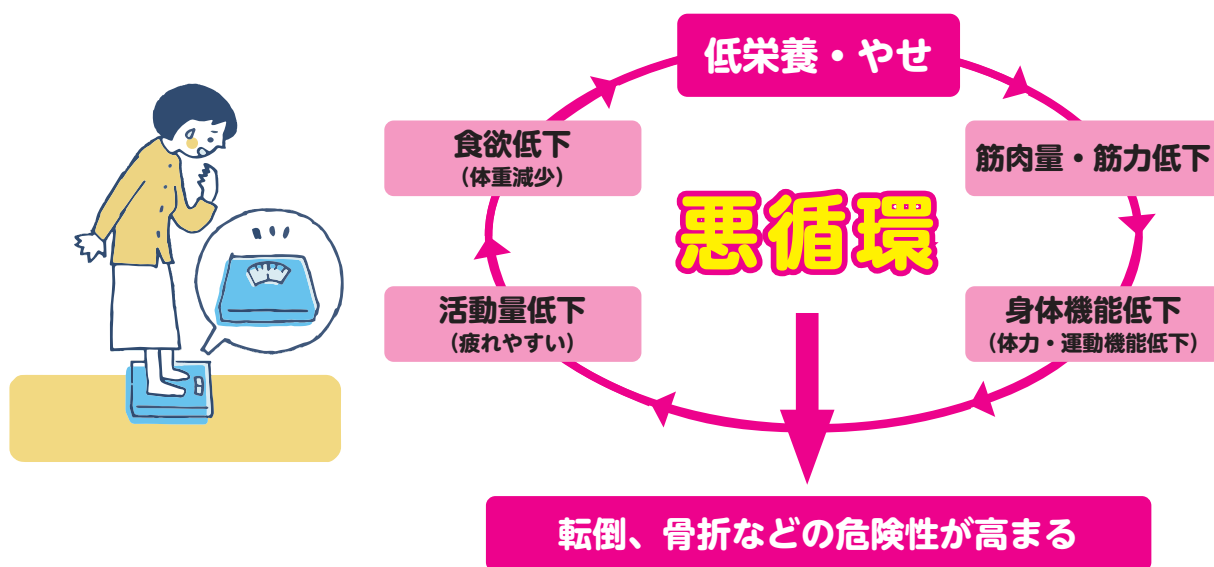 低栄養・やせ
筋肉量・筋力低下
身体機能低下
（体力・運動機能低下）
活動量低下
（疲れやすい）
食欲低下
（体重減少）
悪循環
転倒、骨折などの危険性が高まる